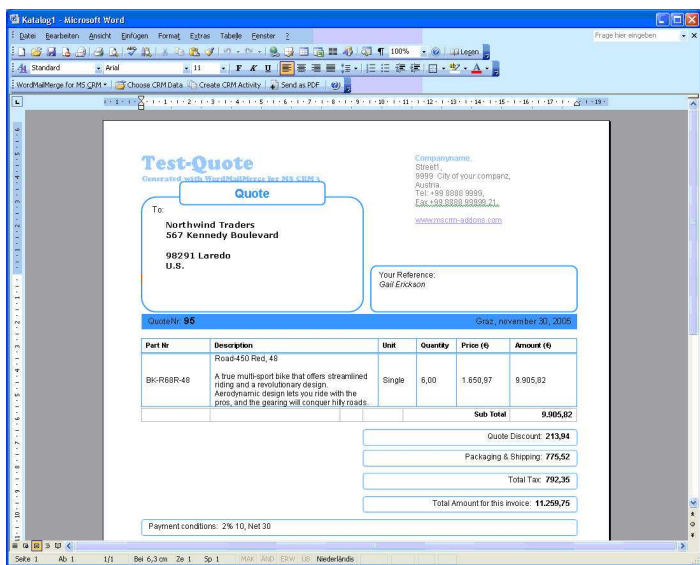 Katalog1 - Microsoft Word
Datei Bearbeiten Ansicht Einfügen Format Extras Tabelle Fenster ? Frage hier eingeben
100% Lesen
Standard Arial 11 F K U
WordMailMerge for MS CRM Choose CRM Data Create CRM Activity Send as PDF
Test-Quote
Generated with WordMailMerge for MS CRM 3
Quote
Companyname,
Street1,
9999 City of your companz,
Austria.
Tel: +99 8888 9999,
Fax +99 8888 99999 21,
www.mscrm-addons.com
To:
Northwind Traders
567 Kennedy Boulevard
98291 Laredo
U.S.
Your Reference:
Gail Erickson
QuoteNr: 95 Graz, november 30, 2005
Part Nr Description Unit Quantity Price (€) Amount (€)
Road-450 Red, 48
BK-R68R-48 A true multi-sport bike that offers streamlined Single 6,00 1.650,97 9.905,82
riding and a revolutionary design.
Aerodynamic design lets you ride with the
pros, and the gearing will conquer hilly roads.
Sub Total 9.905,82
Quote Discount: 213,94
Packaging & Shipping: 775,52
Total Tax: 792,35
Total Amount for this invoice: 11.259,75
Payment conditions: 2% 10, Net 30
Seite 1 Ab 1 1/1 Bei 6,3 cm Ze 1 Sp 1 MAK ÄND ERW ÜB Niederländis